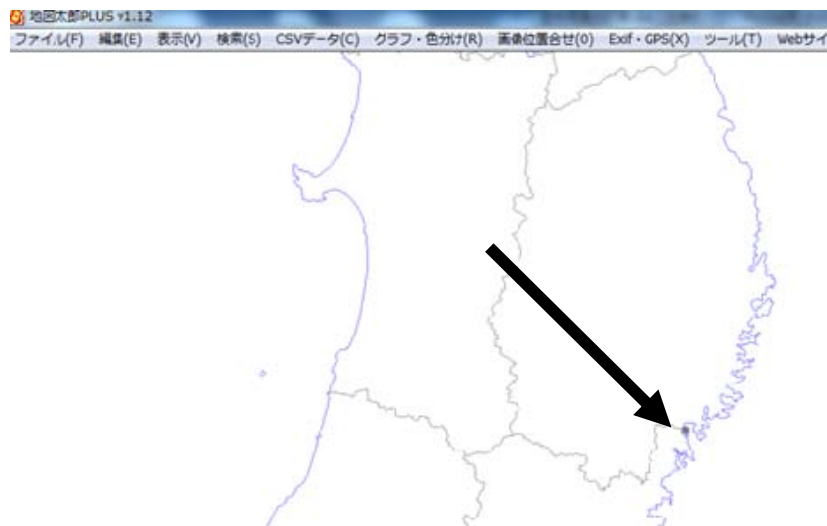 地図太郎PLUS v1.12
ファイル(F) 編集(E) 表示(V) 検索(S) CSVデータ(C) グラフ・色分け(R) 画像位置合せ(O) Exif・GPS(X) ツール(T) Webサイ